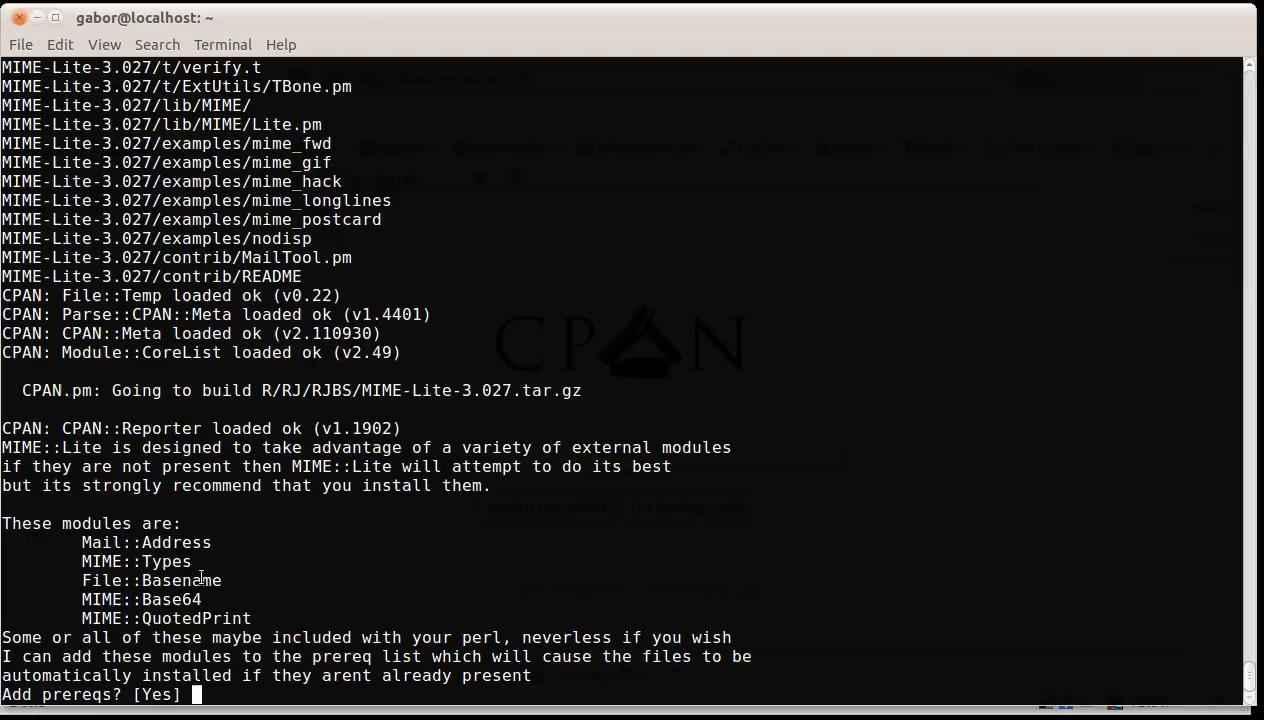 gabor@localhost: ~
File Edit View Search Terminal Help
MIME-Lite-3.027/t/verify.t
MIME-Lite-3.027/t/ExtUtils/TBone.pm
MIME-Lite-3.027/lib/MIME/
MIME-Lite-3.027/lib/MIME/Lite.pm
MIME-Lite-3.027/examples/mime_fwd
MIME-Lite-3.027/examples/mime_gif
MIME-Lite-3.027/examples/mime_hack
MIME-Lite-3.027/examples/mime_longlines
MIME-Lite-3.027/examples/mime_postcard
MIME-Lite-3.027/examples/nodisp
MIME-Lite-3.027/contrib/MailTool.pm
MIME-Lite-3.027/contrib/README
CPAN: File::Temp loaded ok (v0.22)
CPAN: Parse::CPAN::Meta loaded ok (v1.4401)
CPAN: CPAN::Meta loaded ok (v2.110930)
CPAN: Module::CoreList loaded ok (v2.49)
CPAN
CPAN.pm: Going to build R/RJ/RJBS/MIME-Lite-3.027.tar.gz
CPAN: CPAN::Reporter loaded ok (v1.1902)
MIME::Lite is designed to take advantage of a variety of external modules
if they are not present then MIME::Lite will attempt to do its best
but its strongly recommend that you install them.
These modules are:
Mail::Address
MIME::Types
File::Basename
MIME::Base64
MIME::QuotedPrint
Some or all of these maybe included with your perl, neverless if you wish
I can add these modules to the prereq list which will cause the files to be
automatically installed if they arent already present
Add prereqs? [Yes]